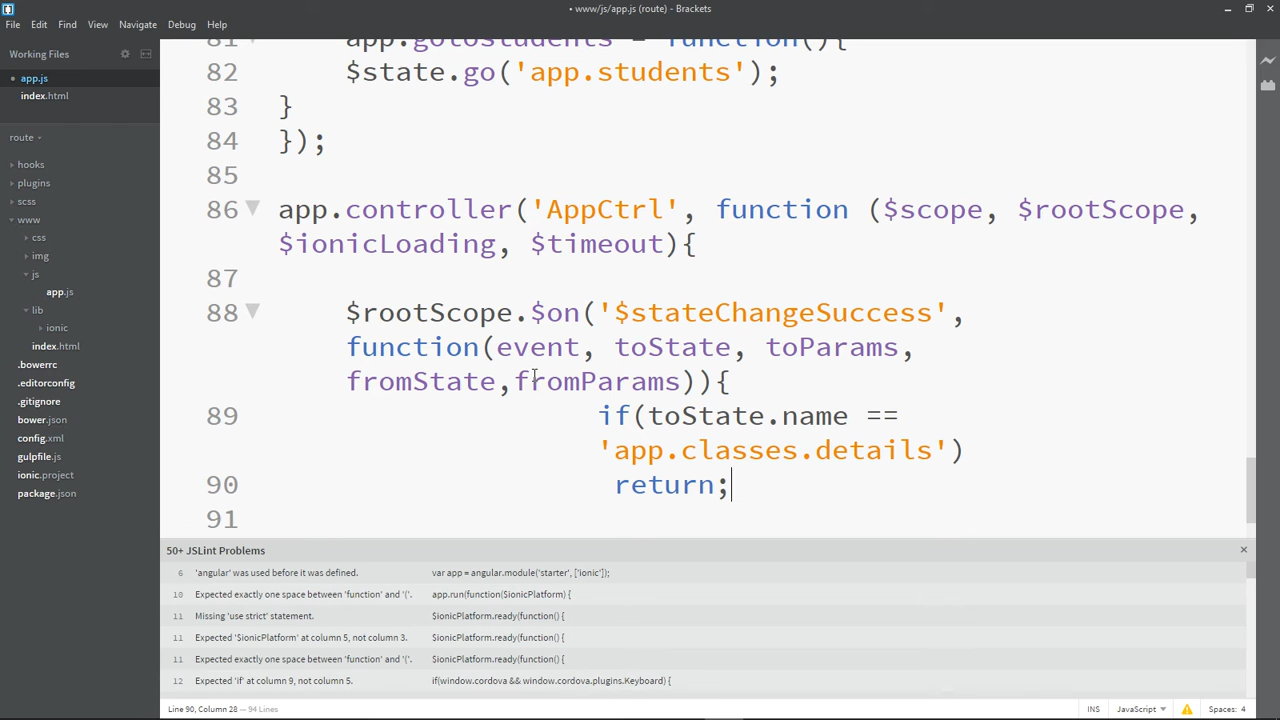 • www/js/app.js (route) - Brackets
File Edit Find View Navigate Debug Help
Working Files
• app.js
index.html
route
hooks
plugins
scss
www
css
img
js
app.js
lib
ionic
index.html
.bowerrc
.editorconfig
.gitignore
bower.json
config.xml
gulpfile.js
ionic.project
package.json
81 app.gotostudents = function(){
82 $state.go('app.students');
83 }
84 });
85
86 app.controller('AppCtrl', function ($scope, $rootScope,
$ionicLoading, $timeout){
87
88 $rootScope.$on('$stateChangeSuccess',
function(event, toState, toParams,
fromState,fromParams)){
89 if(toState.name ==
'app.classes.details')
90 return;
91
50+ JSLint Problems
6 'angular' was used before it was defined. var app = angular.module('starter', ['ionic']);
10 Expected exactly one space between 'function' and '('. app.run(function($ionicPlatform) {
11 Missing 'use strict' statement. $ionicPlatform.ready(function() {
11 Expected '$ionicPlatform' at column 5, not column 3. $ionicPlatform.ready(function() {
11 Expected exactly one space between 'function' and '('. $ionicPlatform.ready(function() {
12 Expected 'if' at column 9, not column 5. if(window.cordova && window.cordova.plugins.Keyboard) {
Line 90, Column 28 — 94 Lines INS JavaScript Spaces: 4